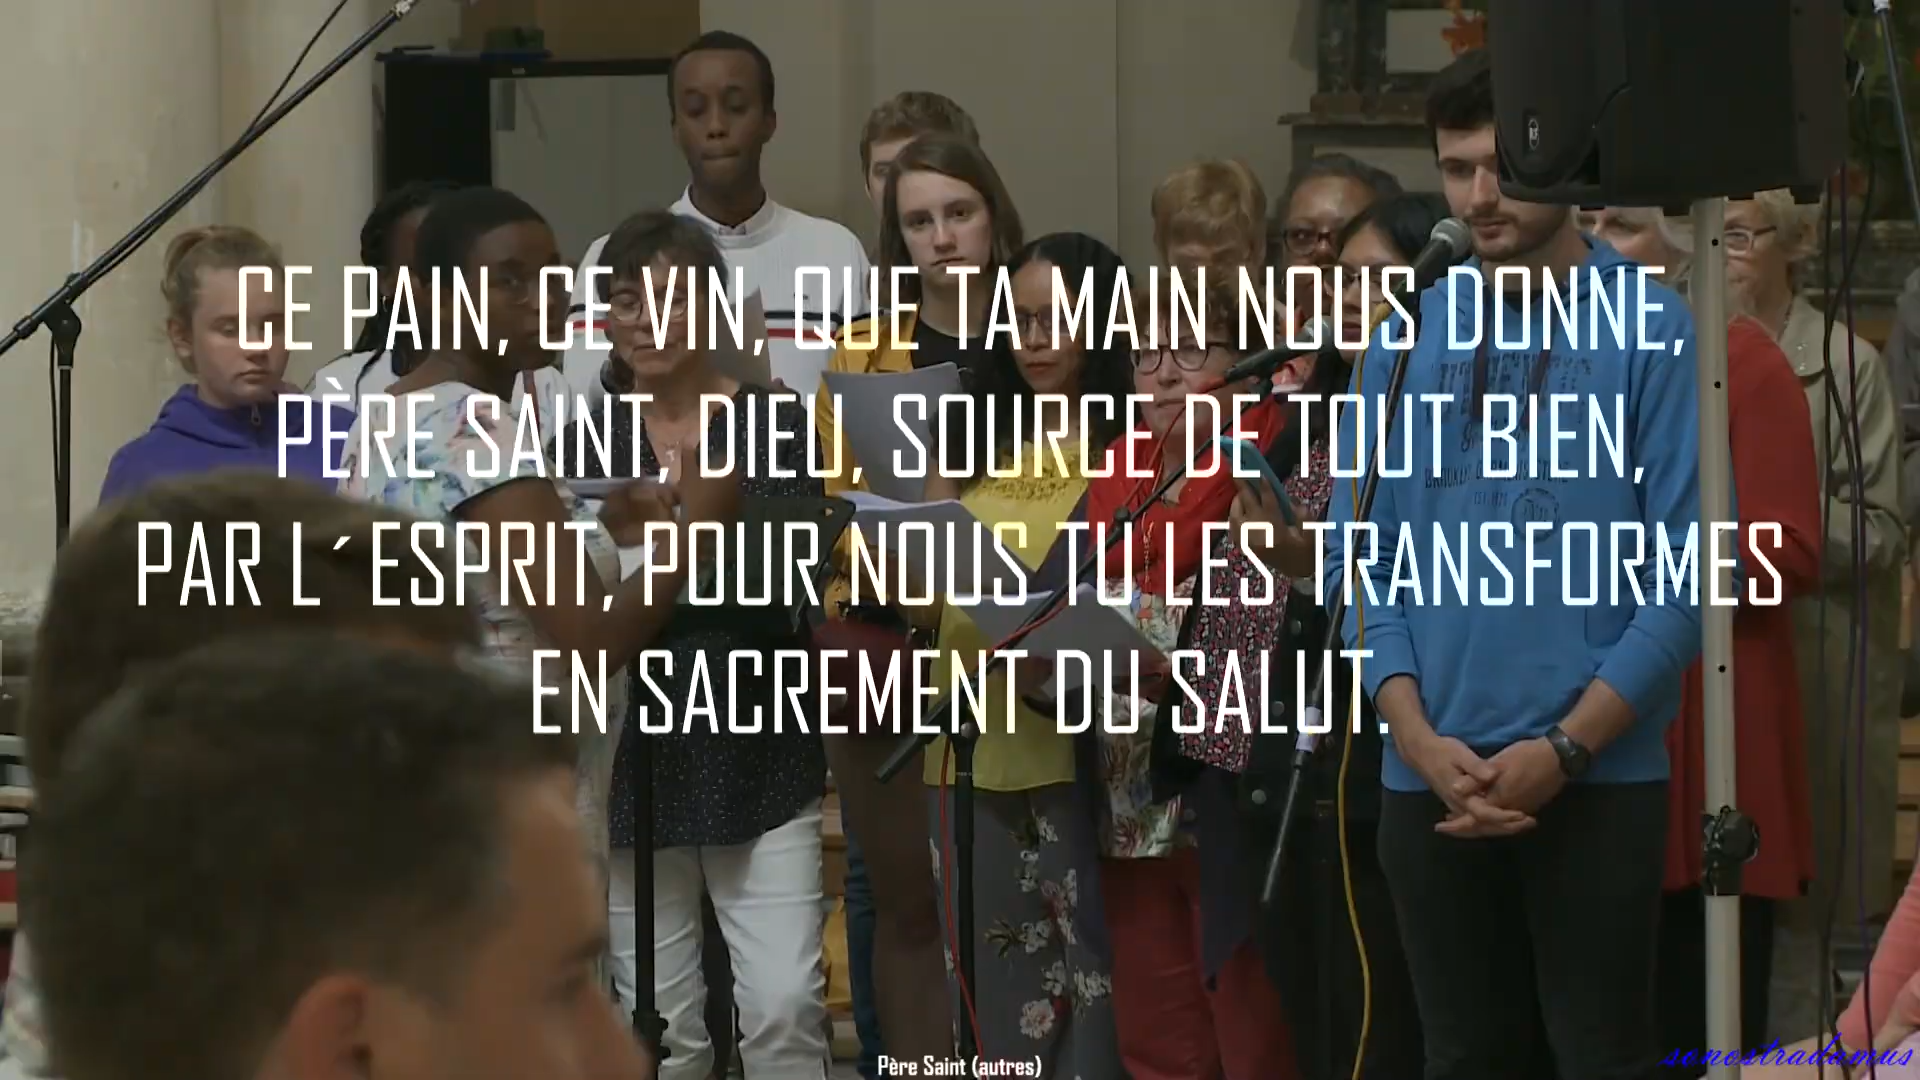 CE PAIN, CE VIN, QUE TA MAIN NOUS DONNE,
PÈRE SAINT, DIEU, SOURCE DE TOUT BIEN,
PAR L´ESPRIT, POUR NOUS TU LES TRANSFORMES
EN SACREMENT DU SALUT.
Père Saint (autres)
sonostradamus